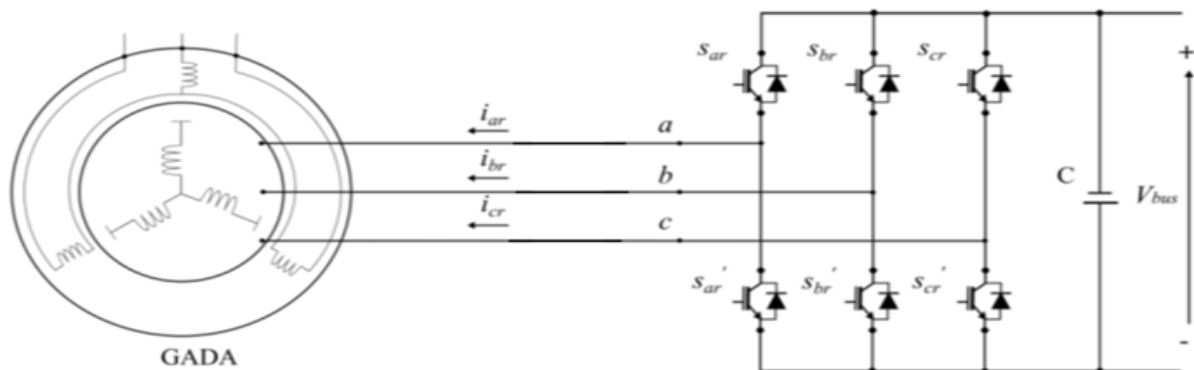 s_ar s_br s_cr
+
i_ar a
i_br b
C V_bus
i_cr c
s_ar' s_br' s_cr'
-
GADA